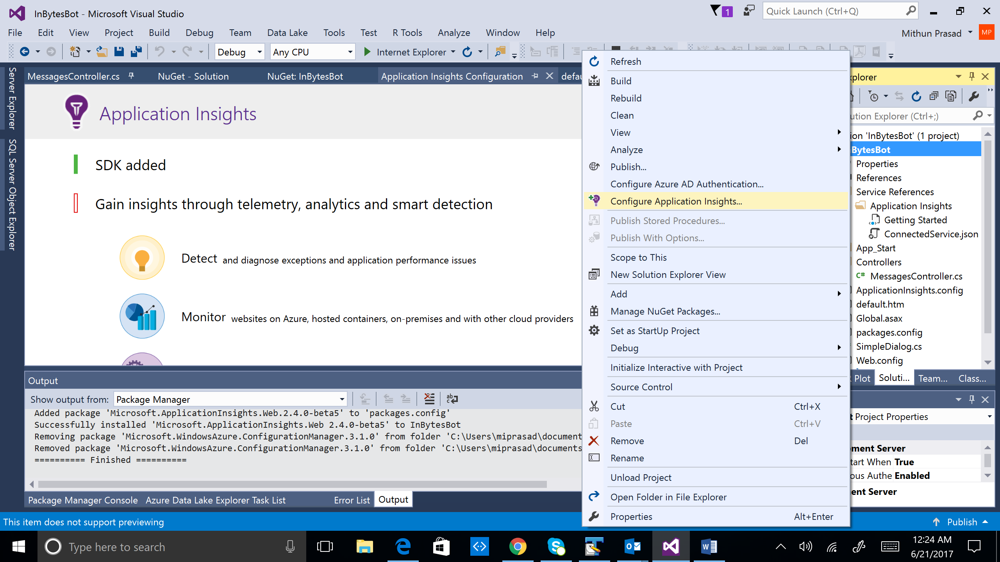 InBytesBot - Microsoft Visual Studio
1
Quick Launch (Ctrl+Q)
File Edit View Project Build Debug Team Data Lake Tools Test R Tools Analyze Window Help
Mithun Prasad MP
Debug Any CPU Internet Explorer
Server Explorer
SQL Server Object Explorer
MessagesController.cs NuGet - Solution NuGet: InBytesBot Application Insights Configuration defau
Application Insights
SDK added
Gain insights through telemetry, analytics and smart detection
Detect and diagnose exceptions and application performance issues
Monitor websites on Azure, hosted containers, on-premises and with other cloud providers
Output
Show output from: Package Manager
Added package 'Microsoft.ApplicationInsights.Web.2.4.0-beta5' to 'packages.config'
Successfully installed 'Microsoft.ApplicationInsights.Web 2.4.0-beta5' to InBytesBot
Removing package 'Microsoft.WindowsAzure.ConfigurationManager.3.1.0' from folder 'C:\Users\miprasad\document
Removed package 'Microsoft.WindowsAzure.ConfigurationManager.3.1.0' from folder 'C:\Users\miprasad\documents
========== Finished ==========
Package Manager Console Azure Data Lake Explorer Task List Error List Output
Refresh
Build
Rebuild
Clean
View
Analyze
Publish...
Configure Azure AD Authentication...
Configure Application Insights...
Publish Stored Procedures...
Publish With Options...
Scope to This
New Solution Explorer View
Add
Manage NuGet Packages...
Set as StartUp Project
Debug
Initialize Interactive with Project
Source Control
Cut Ctrl+X
Paste Ctrl+V
Remove Del
Rename
Unload Project
Open Folder in File Explorer
Properties Alt+Enter
xplorer
ution Explorer (Ctrl+;)
ion 'InBytesBot' (1 project)
BytesBot
Properties
References
Service References
Application Insights
Getting Started
ConnectedService.json
App_Start
Controllers
C# MessagesController.cs
ApplicationInsights.config
default.htm
Global.asax
packages.config
SimpleDialog.cs
Web.config
Plot Soluti... Team... Class...
t Project Properties
ment Server
tart When True
ous Authe Enabled
ent Server
This item does not support previewing
Publish
Type here to search
12:24 AM
6/21/2017